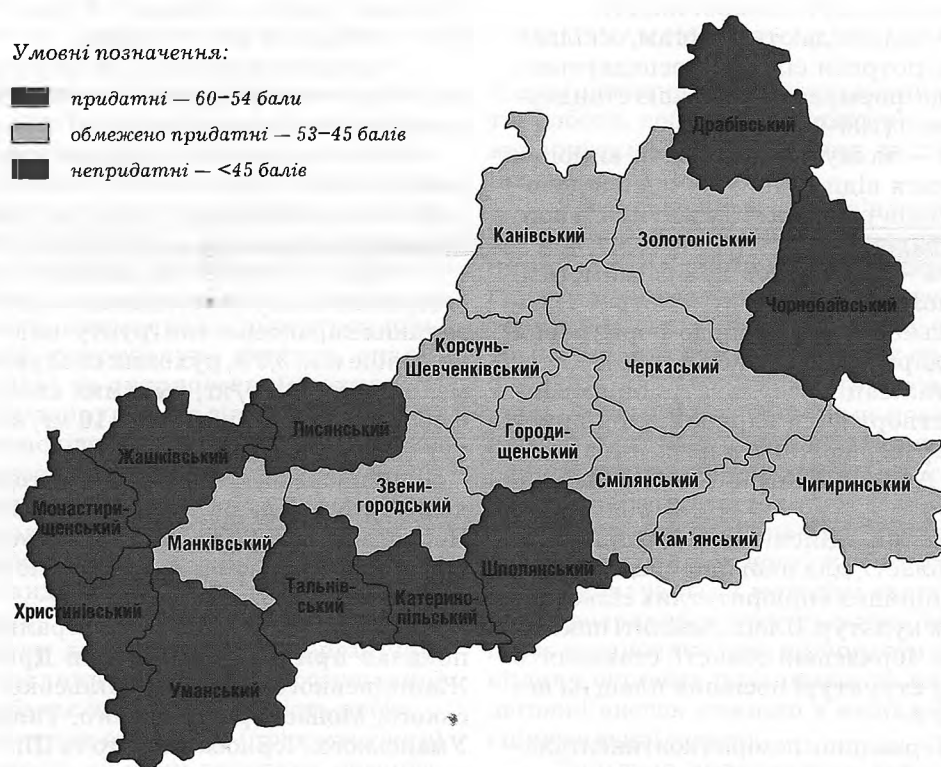 Умовні позначення:
придатні — 60–54 бали
обмежено придатні — 53–45 балів
непридатні — <45 балів
Драбівський
Канівський
Золотоніський
Чорнобаївський
Корсунь-
Шевченківський
Черкаський
Лисянський
Городи-
щенський
Жашківський
Звени-
городський
Смілянський
Чигиринський
Монастири-
щенський
Манківський
Кам'янський
Шполянський
Тальнів-
ський
Катерино-
пільський
Христинівський
Уманський